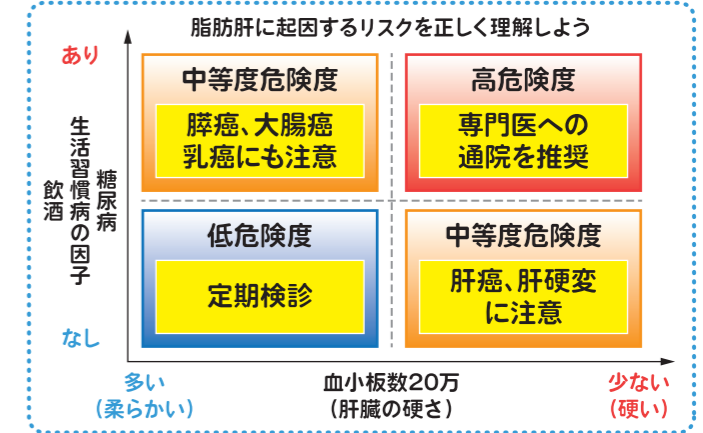 脂肪肝に起因するリスクを正しく理解しよう
あり
中等度危険度
膵癌、大腸癌
乳癌にも注意
高危険度
専門医への
通院を推奨
糖尿病
生活習慣病の因子
飲酒
低危険度
定期検診
中等度危険度
肝癌、肝硬変
に注意
なし
多い
（柔らかい）
血小板数20万
（肝臓の硬さ）
少ない
（硬い）